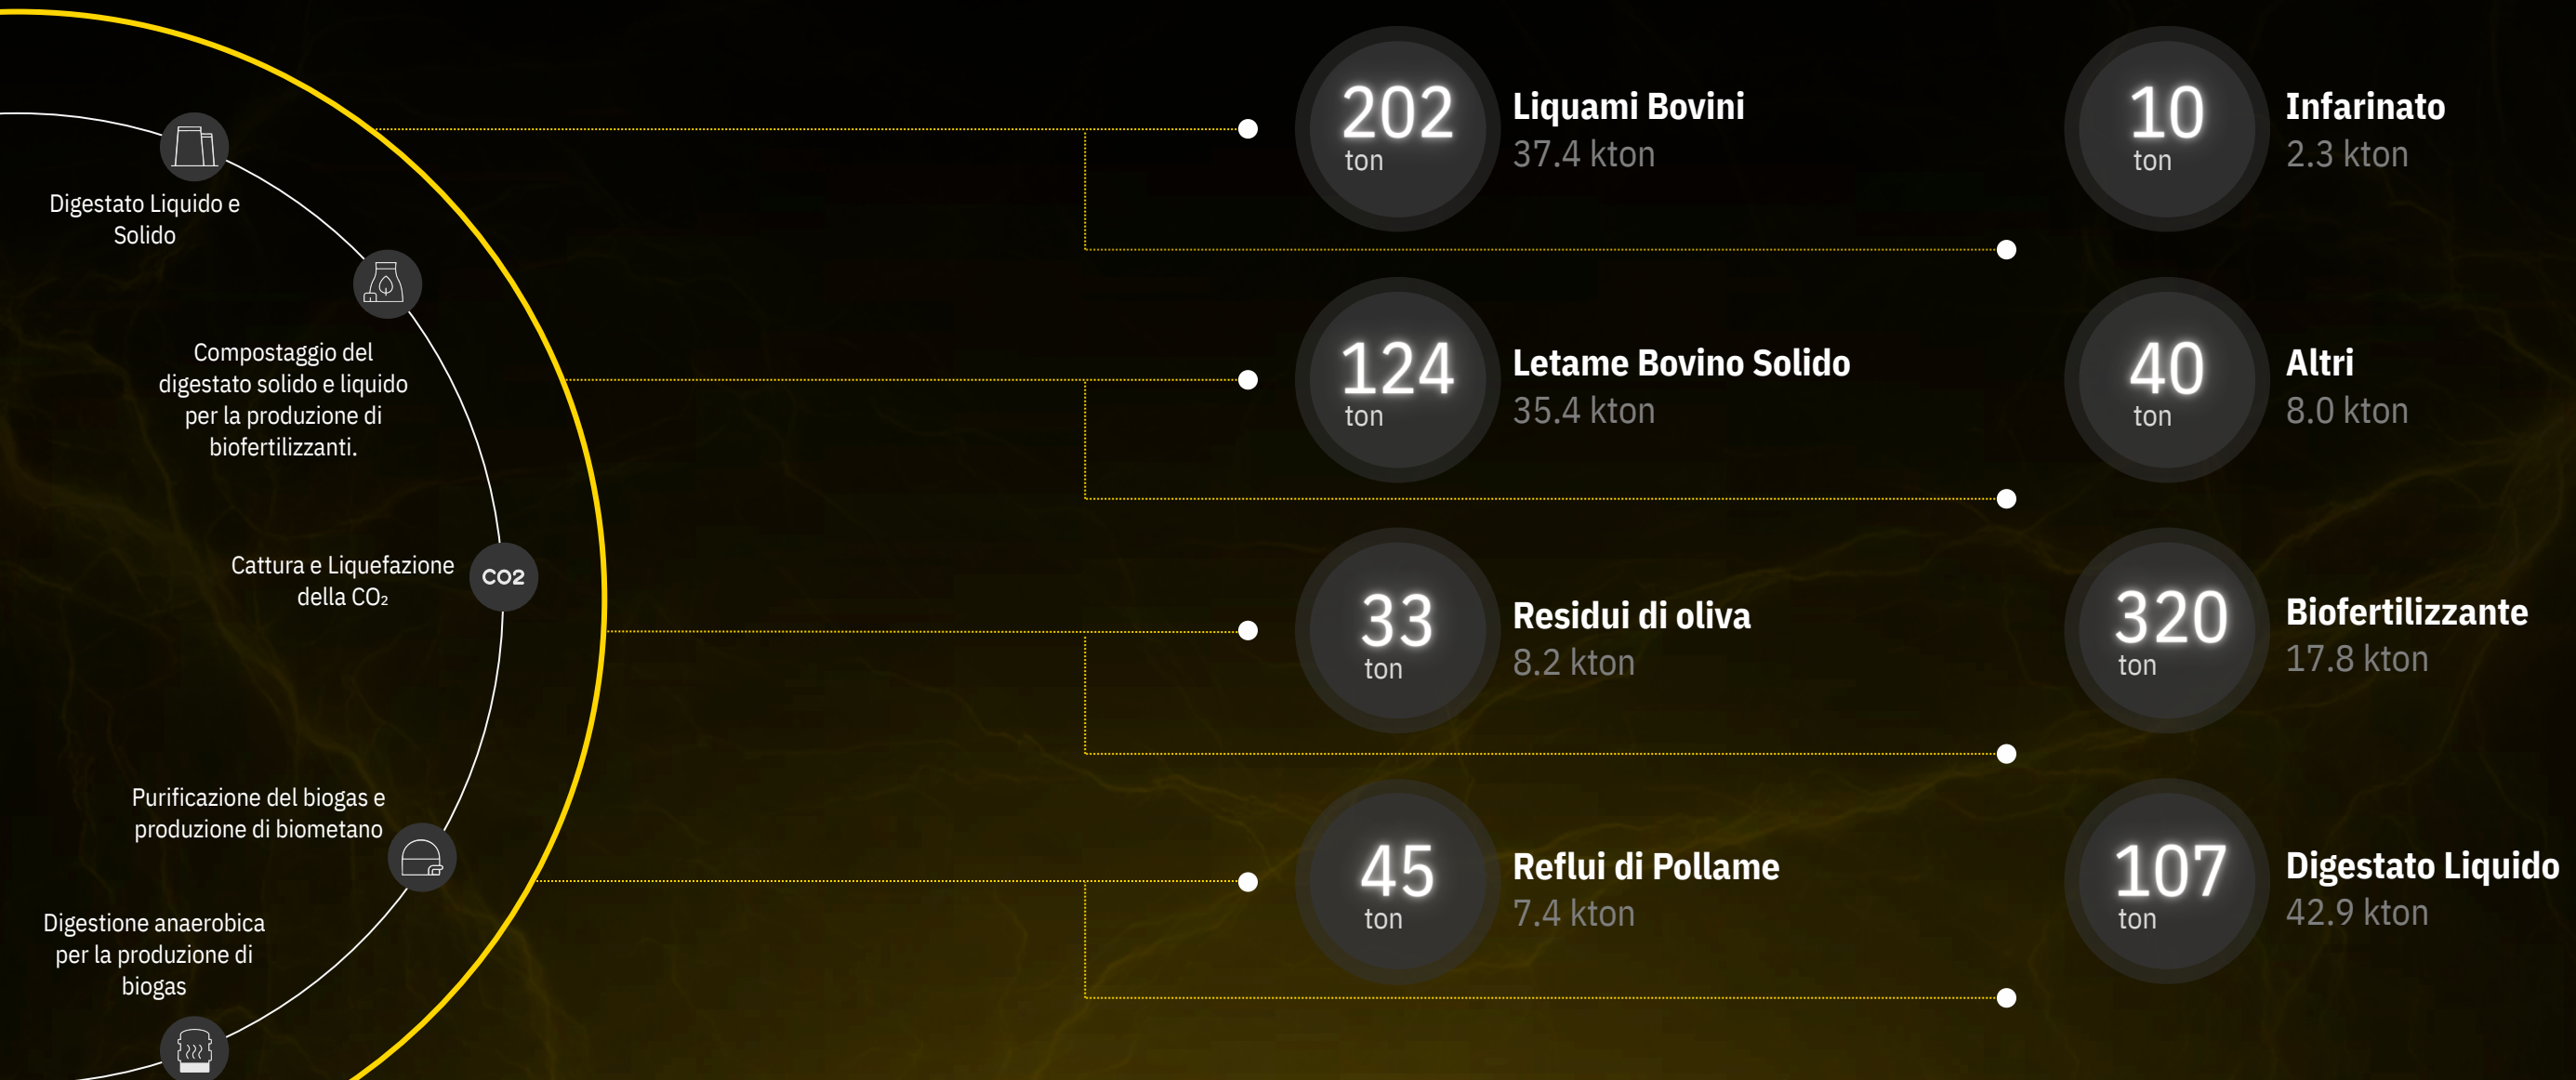 Digestato Liquido e
Solido
Compostaggio del
digestato solido e liquido
per la produzione di
biofertilizzanti.
Cattura e Liquefazione
della CO₂
CO2
Purificazione del biogas e
produzione di biometano
Digestione anaerobica
per la produzione di
biogas
202
ton
Liquami Bovini
37.4 kton
10
ton
Infarinato
2.3 kton
124
ton
Letame Bovino Solido
35.4 kton
40
ton
Altri
8.0 kton
33
ton
Residui di oliva
8.2 kton
320
ton
Biofertilizzante
17.8 kton
45
ton
Reflui di Pollame
7.4 kton
107
ton
Digestato Liquido
42.9 kton